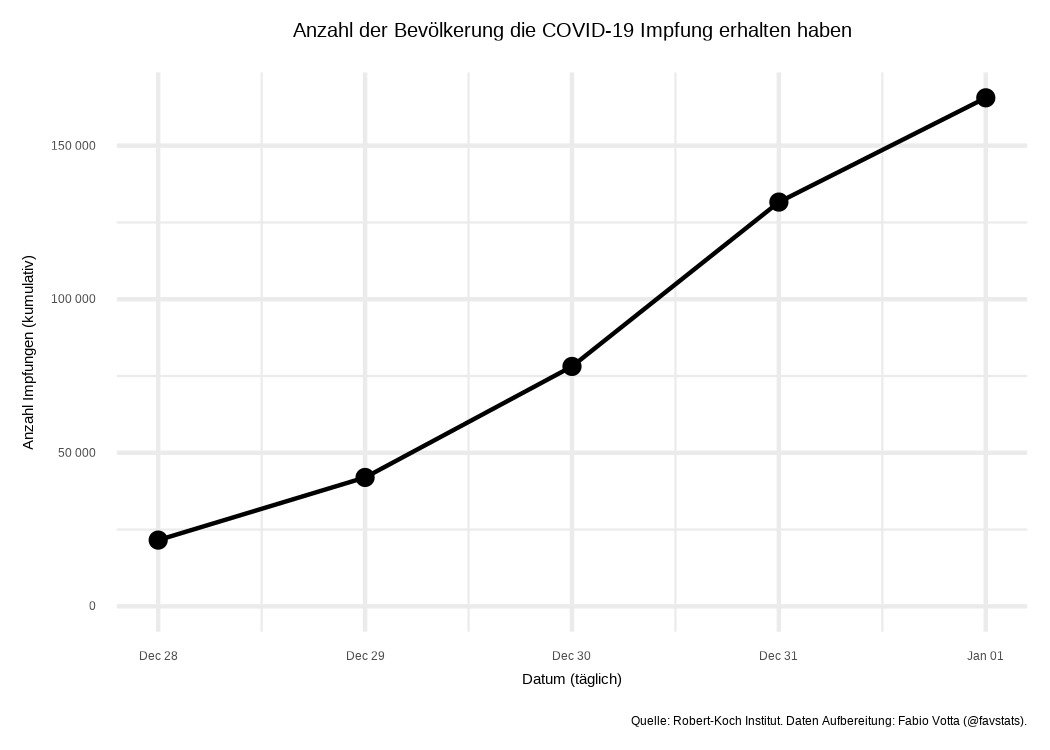 Anzahl der Bevölkerung die COVID-19 Impfung erhalten haben
Anzahl Impfungen (kumulativ)
150 000
100 000
50 000
0
Dec 28
Dec 29
Dec 30
Dec 31
Jan 01
Datum (täglich)
Quelle: Robert-Koch Institut. Daten Aufbereitung: Fabio Votta (@favstats).